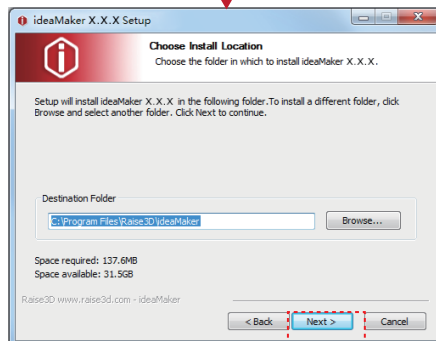 ideaMaker X.X.X Setup
Choose Install Location
Choose the folder in which to install ideaMaker X.X.X.
Setup will install ideaMaker X.X.X in the following folder.To install a different folder, click
Browse and select another folder. Click Next to continue.
Destination Folder
C:\Program Files\Raise3D\ideaMaker
Browse...
Space required: 137.6MB
Space available: 31.5GB
Raise3D www.raise3d.com - ideaMaker
< Back
Next >
Cancel